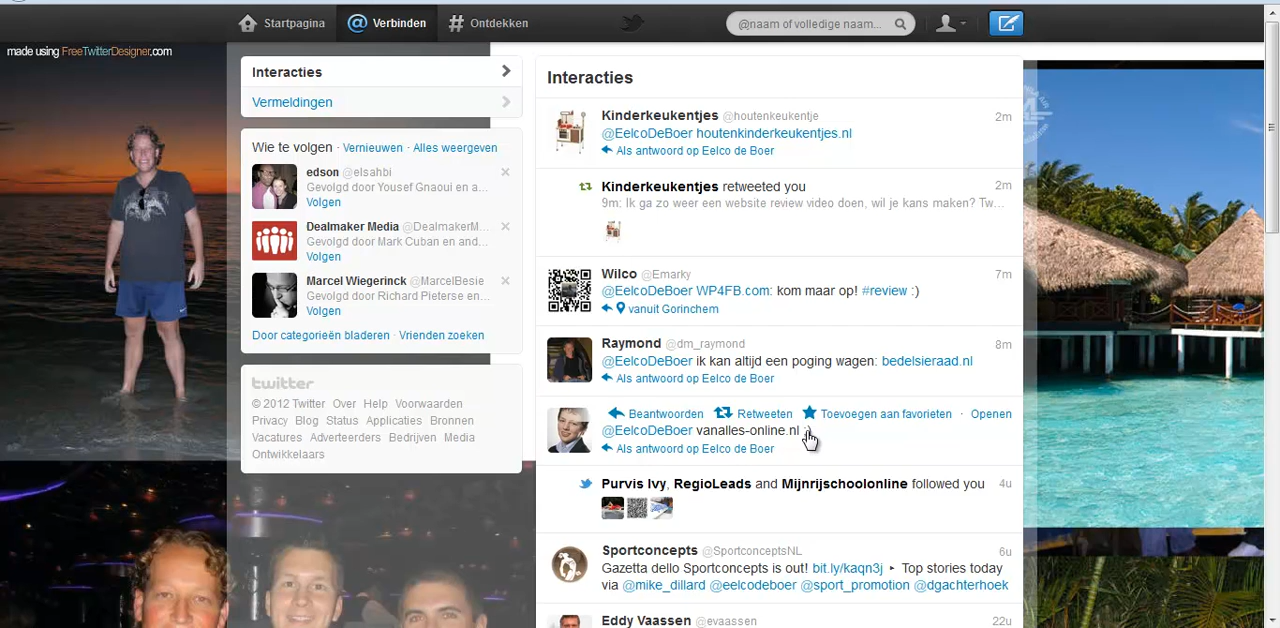 Startpagina
Verbinden
Ontdekken
@naam of volledige naam...
made using FreeTwitterDesigner.com
Interacties
Vermeldingen
Wie te volgen · Vernieuwen · Alles weergeven
edson @elsahbi
Gevolgd door Yousef Gnaoui en a...
Volgen
Dealmaker Media @DealmakerM...
Gevolgd door Mark Cuban en and...
Volgen
Marcel Wiegerinck @MarcelBesie
Gevolgd door Richard Pieterse en...
Volgen
Door categorieën bladeren · Vrienden zoeken
twitter
© 2012 Twitter Over Help Voorwaarden
Privacy Blog Status Applicaties Bronnen
Vacatures Adverteerders Bedrijven Media
Ontwikkelaars
Interacties
Kinderkeukentjes @houtenkeukentje 2m
@EelcoDeBoer houtenkinderkeukentjes.nl
Als antwoord op Eelco de Boer
Kinderkeukentjes retweeted you 2m
9m: Ik ga zo weer een website review video doen, wil je kans maken? Tw...
Wilco @Emarky 7m
@EelcoDeBoer WP4FB.com: kom maar op! #review :)
vanuit Gorinchem
Raymond @dm_raymond 8m
@EelcoDeBoer ik kan altijd een poging wagen: bedelsieraad.nl
Als antwoord op Eelco de Boer
Beantwoorden Retweeten Toevoegen aan favorieten · Openen
@EelcoDeBoer vanalles-online.nl :)
Als antwoord op Eelco de Boer
Purvis Ivy, RegioLeads and Mijnrijschoolonline followed you 4u
Sportconcepts @SportconceptsNL 6u
Gazetta dello Sportconcepts is out! bit.ly/kaqn3j ▸ Top stories today
via @mike_dillard @eelcodeboer @sport_promotion @dgachterhoek
Eddy Vaassen @evaassen 22u